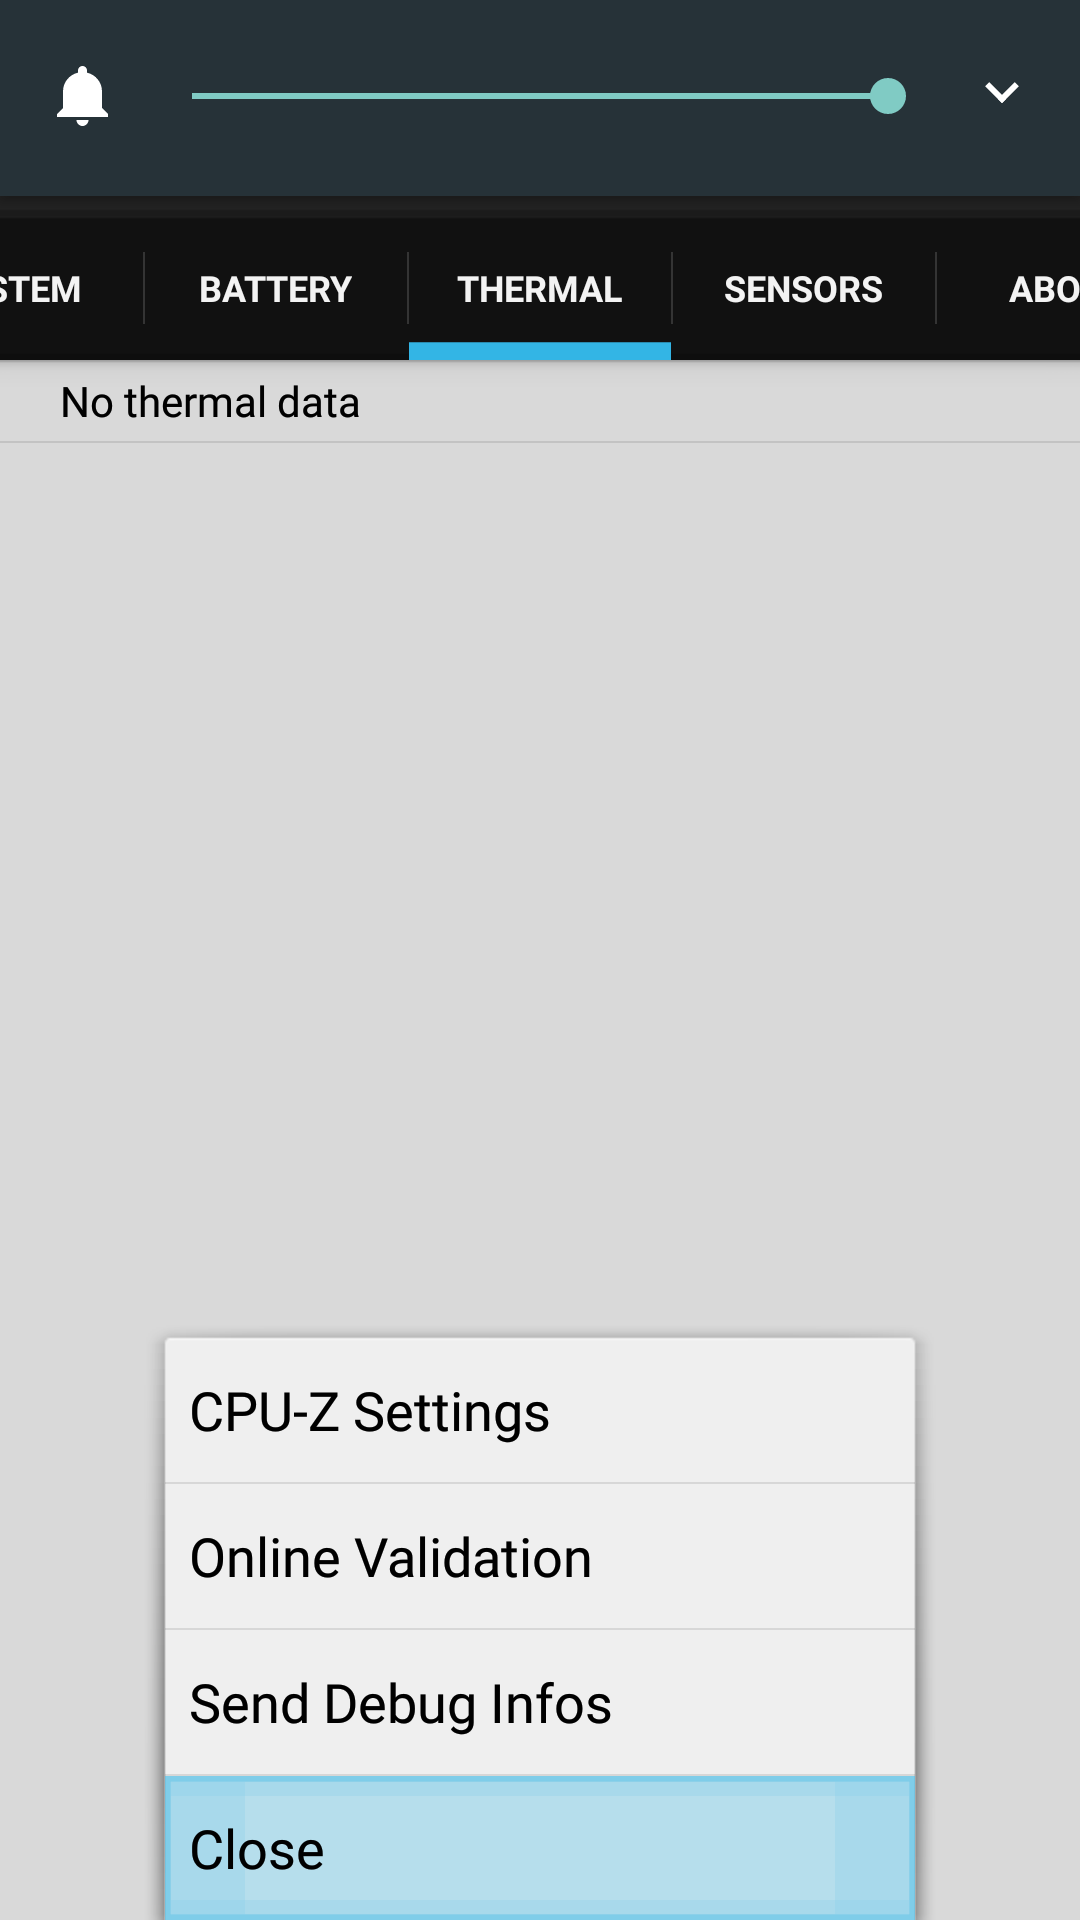 STEM BATTERY THERMAL SENSORS ABO
No thermal data
CPU-Z Settings
Online Validation
Send Debug Infos
Close